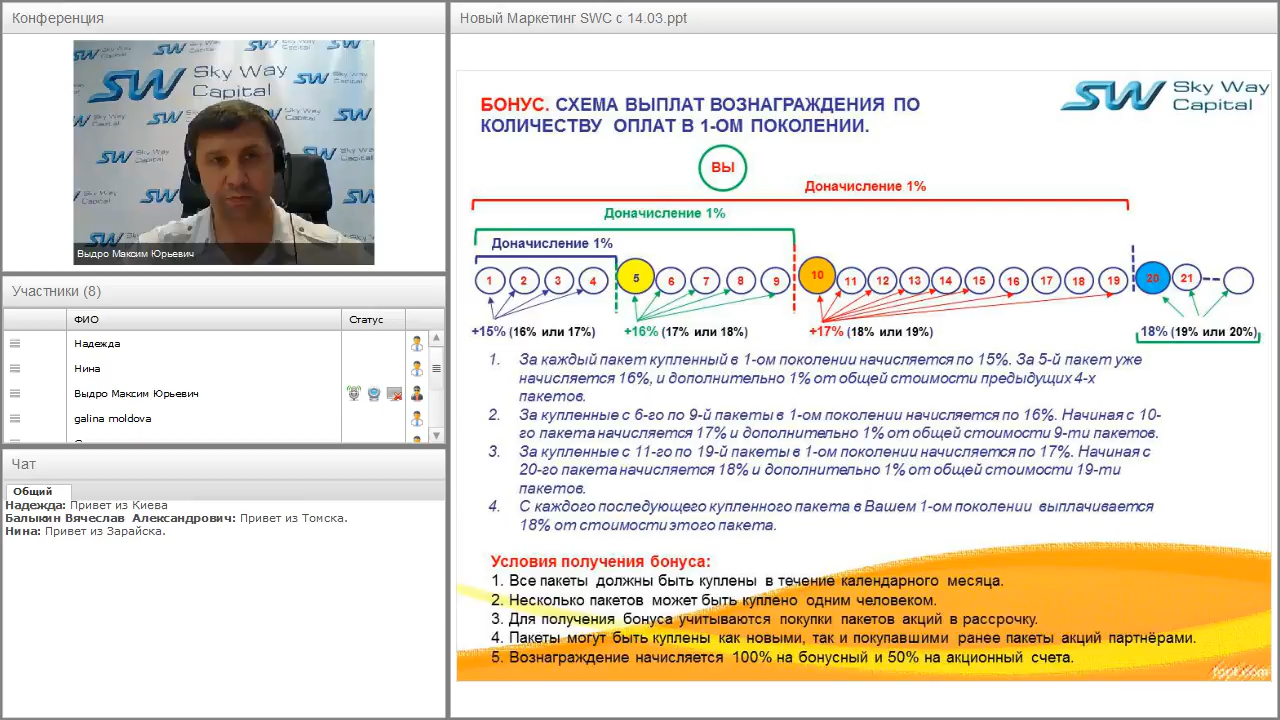 Конференция
Sky Way
Capital
SW
Выдро Максим Юрьевич
Участники (8)
ФИО
Статус
Надежда
Нина
Выдро Максим Юрьевич
galina moldova
Чат
Общий
Надежда: Привет из Киева
Балыкин Вячеслав Александрович: Привет из Томска.
Нина: Привет из Зарайска.
Новый Маркетинг SWC с 14.03.ppt
SW Sky Way
Capital
БОНУС. СХЕМА ВЫПЛАТ ВОЗНАГРАЖДЕНИЯ ПО
КОЛИЧЕСТВУ ОПЛАТ В 1-ОМ ПОКОЛЕНИИ.
ВЫ
Доначисление 1%
Доначисление 1%
Доначисление 1%
1 2 3 4 5 6 7 8 9 10 11 12 13 14 15 16 17 18 19 20 21
+15% (16% или 17%) +16% (17% или 18%) +17% (18% или 19%) 18% (19% или 20%)
1. За каждый пакет купленный в 1-ом поколении начисляется по 15%. За 5-й пакет уже
начисляется 16%, и дополнительно 1% от общей стоимости предыдущих 4-х
пакетов.
2. За купленные с 6-го по 9-й пакеты в 1-ом поколении начисляется по 16%. Начиная с 10-
го пакета начисляется 17% и дополнительно 1% от общей стоимости 9-ти пакетов.
3. За купленные с 11-го по 19-й пакеты в 1-ом поколении начисляется по 17%. Начиная с
20-го пакета начисляется 18% и дополнительно 1% от общей стоимости 19-ти
пакетов.
4. С каждого последующего купленного пакета в Вашем 1-ом поколении выплачивается
18% от стоимости этого пакета.
Условия получения бонуса:
1. Все пакеты должны быть куплены в течение календарного месяца.
2. Несколько пакетов может быть куплено одним человеком.
3. Для получения бонуса учитываются покупки пакетов акций в рассрочку.
4. Пакеты могут быть куплены как новыми, так и покупавшими ранее пакеты акций партнёрами.
5. Вознаграждение начисляется 100% на бонусный и 50% на акционный счета.
fppt.com